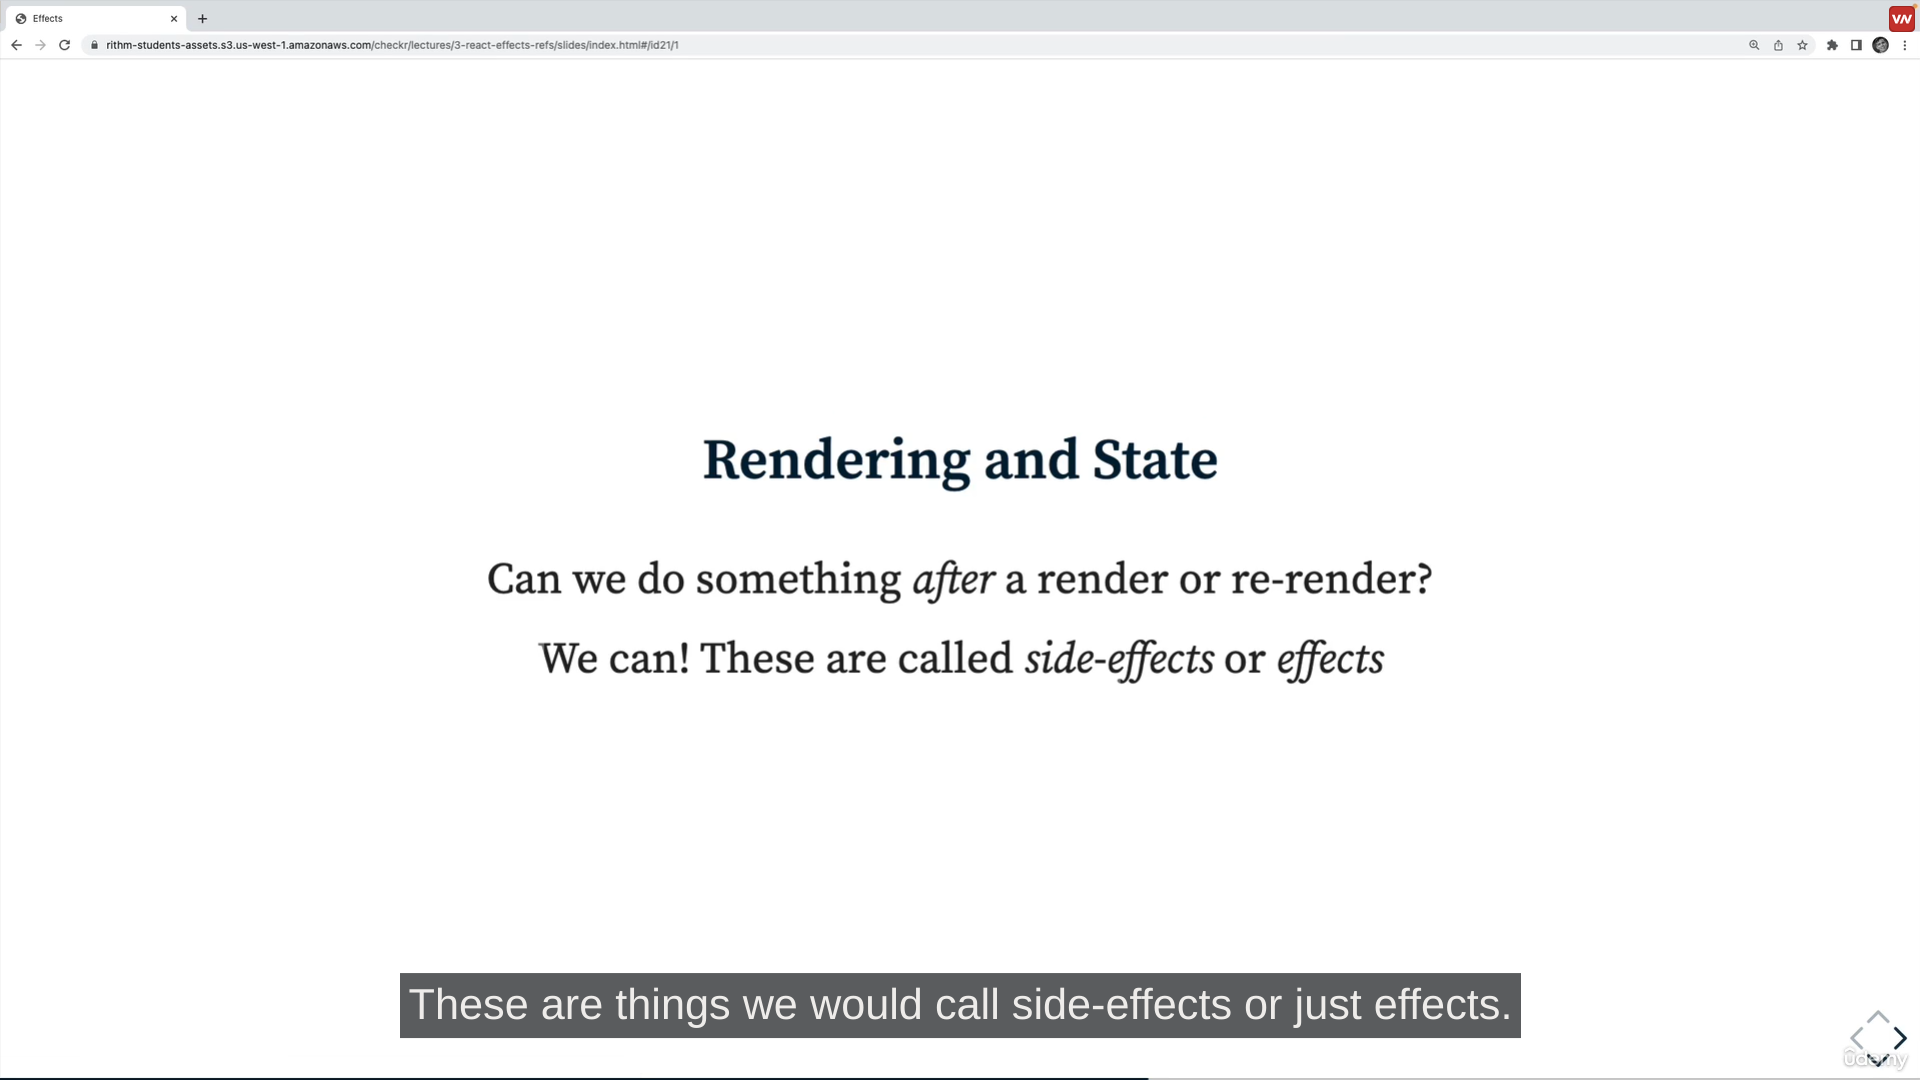 Effects
rithm-students-assets.s3.us-west-1.amazonaws.com/checkr/lectures/3-react-effects-refs/slides/index.html#/id21/1
Rendering and State
Can we do something after a render or re-render?
We can! These are called side-effects or effects
These are things we would call side-effects or just effects.
ûdemy